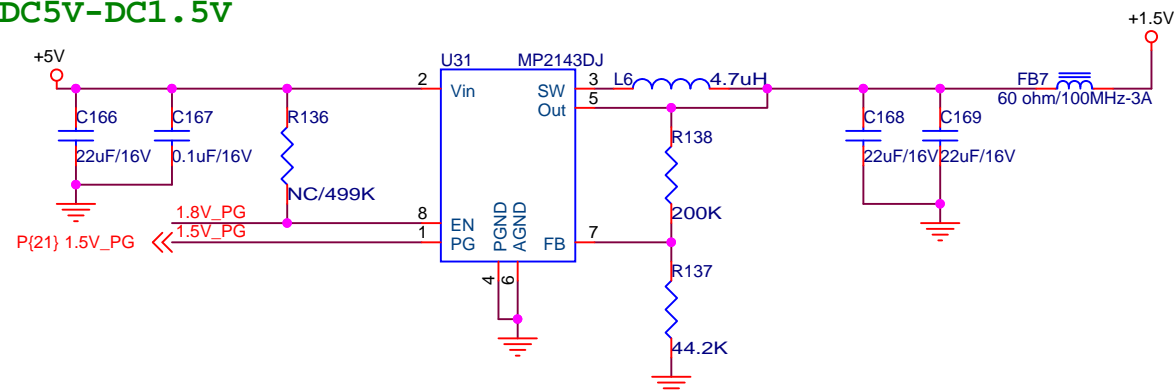 DC5V-DC1.5V
+1.5V
+5V
U31 MP2143DJ
2 Vin SW 3 L6 4.7uH
Out 5
FB7
60 ohm/100MHz-3A
C166 C167 R136
22uF/16V 0.1uF/16V
R138
C168 C169
22uF/16V 22uF/16V
NC/499K
200K
1.8V_PG 8 EN
P{21} 1.5V_PG 1.5V_PG 1 PG PGND AGND FB 7
4 6
R137
44.2K